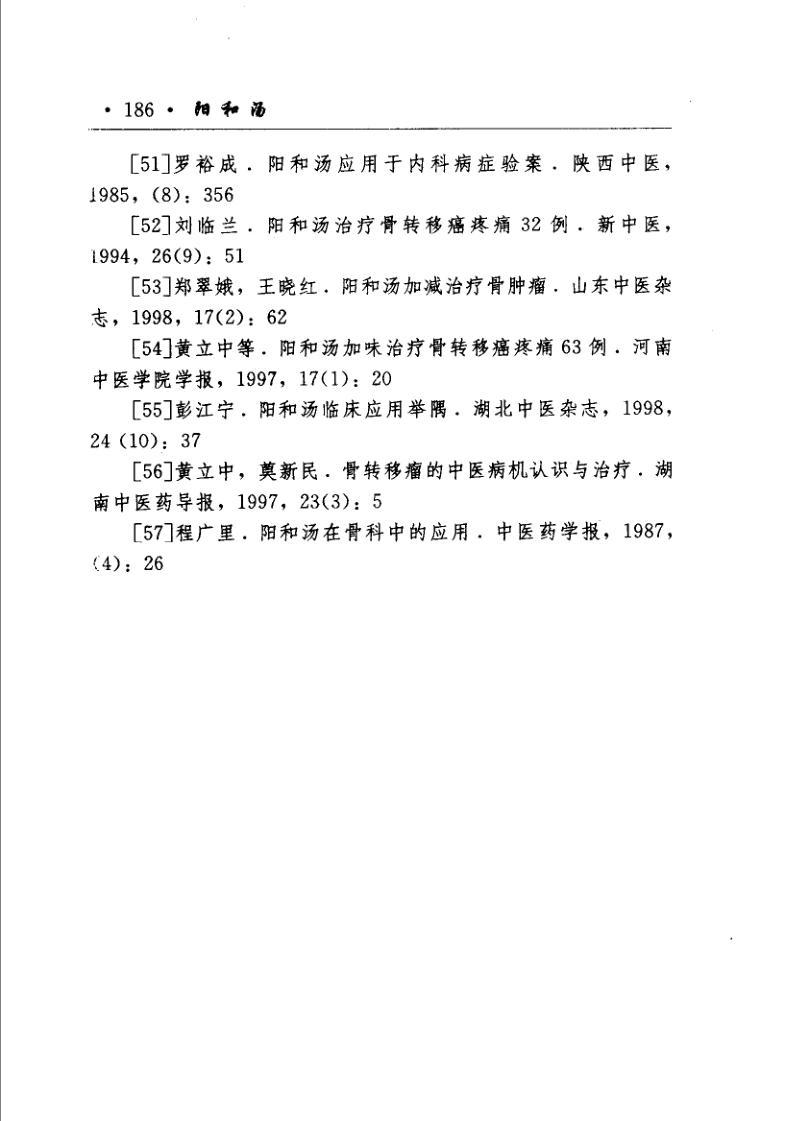 · 186 · 阳和汤
[51]罗裕成．阳和汤应用于内科病症验案．陕西中医，
1985，(8)：356
[52]刘临兰．阳和汤治疗骨转移癌疼痛 32 例．新中医，
1994，26(9)：51
[53]郑翠娥，王晓红．阳和汤加减治疗骨肿瘤．山东中医杂
志，1998，17(2)：62
[54]黄立中等．阳和汤加味治疗骨转移癌疼痛 63 例．河南
中医学院学报，1997，17(1)：20
[55]彭江宁．阳和汤临床应用举隅．湖北中医杂志，1998，
24 (10)：37
[56]黄立中，莫新民．骨转移瘤的中医病机认识与治疗．湖
南中医药导报，1997，23(3)：5
[57]程广里．阳和汤在骨科中的应用．中医药学报，1987，
(4)：26